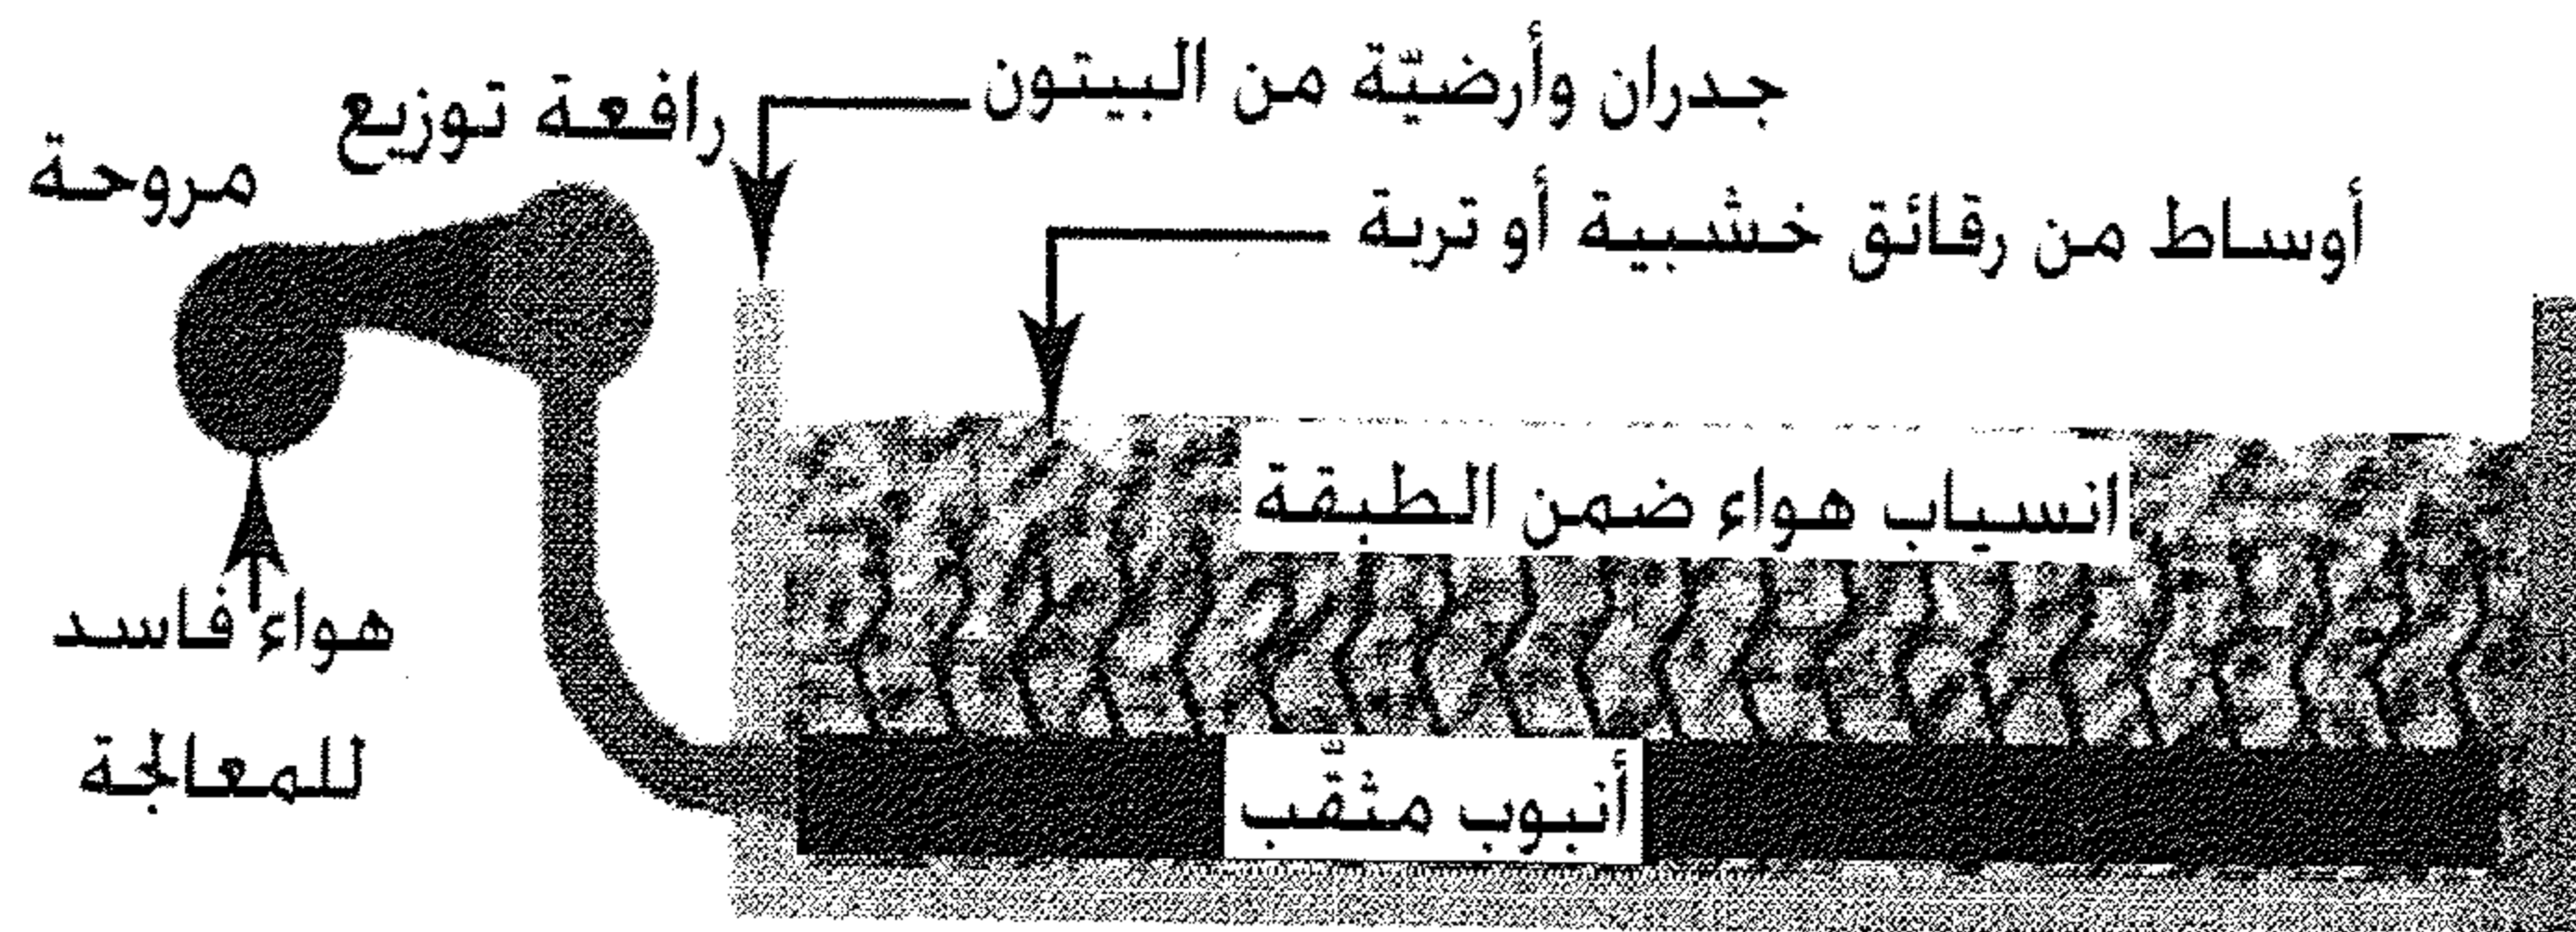 جدران وأرضيّة من البيتون
رافعة توزيع
مروحة
أوساط من رقائق خشبية أو تربة
انسياب هواء ضمن الطبقة
هواء فاسد
للمعالجة
أنبوب مثقّب